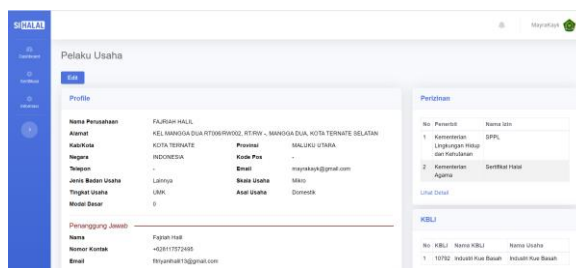 SI HALAL
MayraKayk
Dashboard
Sertifikasi
Informasi
Pelaku Usaha
Edit
Profile
Nama Perusahaan FAJRIAH HALIL
Alamat KEL MANGGA DUA RT006/RW002, RT/RW -, MANGGA DUA, KOTA TERNATE SELATAN
Kab/Kota KOTA TERNATE Provinsi MALUKU UTARA
Negara INDONESIA Kode Pos -
Telepon - Email mayrakayk@gmail.com
Jenis Badan Usaha Lainnya Skala Usaha Mikro
Tingkat Usaha UMK Asal Usaha Domestik
Modal Dasar 0
Penanggung Jawab
Nama Fajriah Halil
Nomor Kontak +628117572495
Email fitriyanihalil13@gmail.com
Perizinan
No Penerbit Nama Izin
1 Kementerian Lingkungan Hidup dan Kehutanan SPPL
2 Kementerian Agama Sertifikat Halal
Lihat Detail
KBLI
No KBLI Nama KBLI Nama Usaha
1 10792 Industri Kue Basah Industri Kue Basah